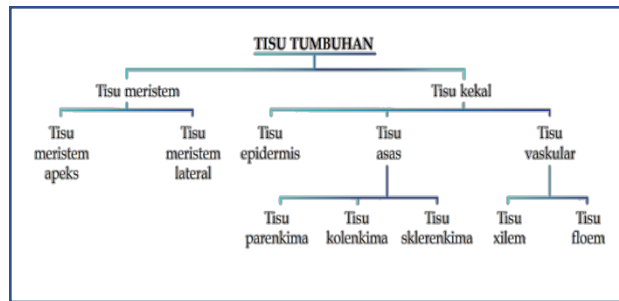 TISU TUMBUHAN
Tisu meristem
Tisu kekal
Tisu
meristem
apeks
Tisu
meristem
lateral
Tisu
epidermis
Tisu
asas
Tisu
vaskular
Tisu
parenkima
Tisu
kolenkima
Tisu
sklerenkima
Tisu
xilem
Tisu
floem